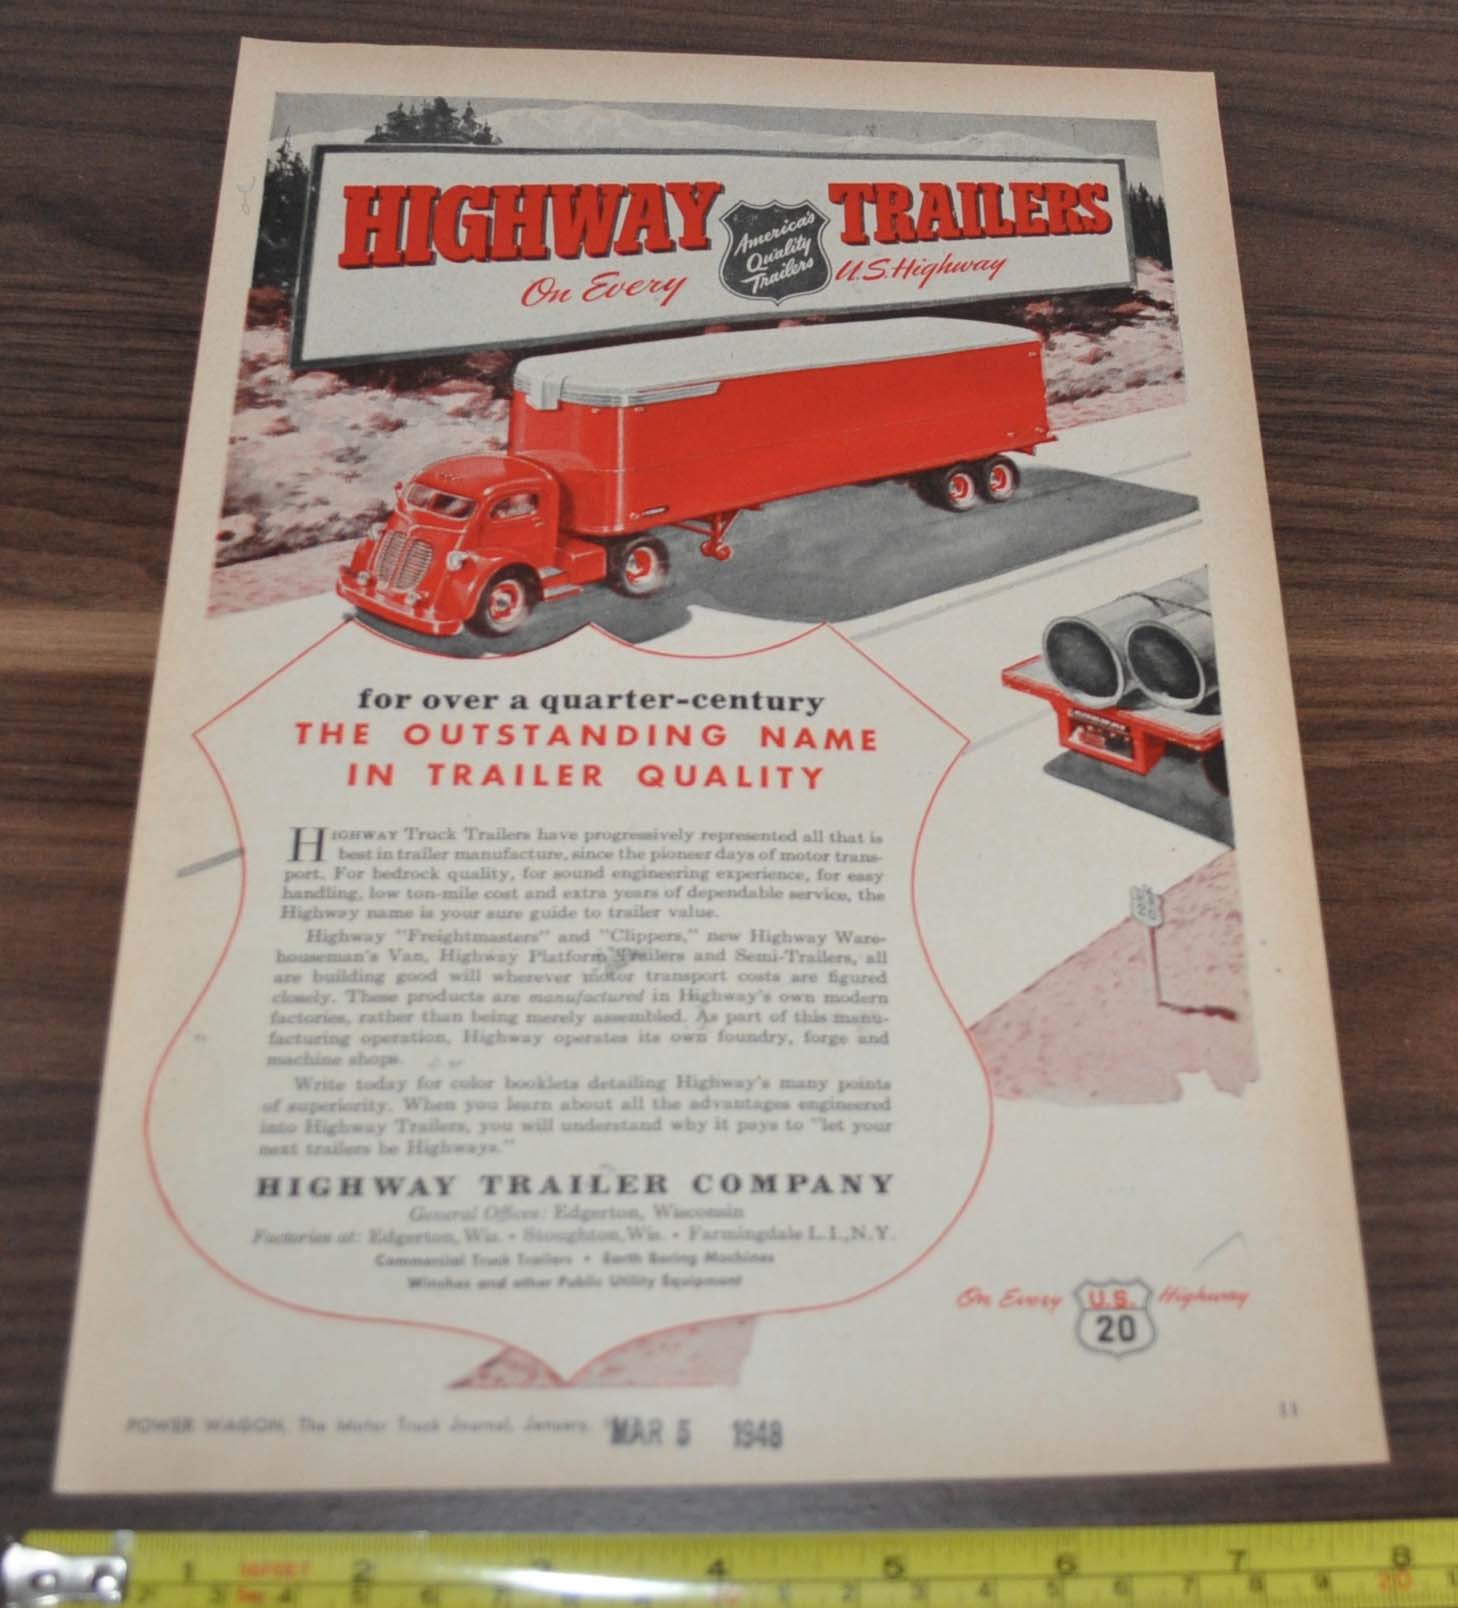 HIGHWAY TRAILERS
America's
Quality
Trailers
On Every U.S. Highway
for over a quarter-century
THE OUTSTANDING NAME
IN TRAILER QUALITY
HIGHWAY Truck Trailers have progressively represented all that is
best in trailer manufacture, since the pioneer days of motor trans-
port. For bedrock quality, for sound engineering experience, for easy
handling, low ton-mile cost and extra years of dependable service, the
Highway name is your sure guide to trailer value.
Highway "Freightmasters" and "Clippers," new Highway Ware-
houseman's Van, Highway Platform Trailers and Semi-Trailers, all
are building good will wherever motor transport costs are figured
closely. These products are manufactured in Highway's own modern
factories, rather than being merely assembled. As part of this manu-
facturing operation, Highway operates its own foundry, forge and
machine shops.
Write today for color booklets detailing Highway's many points
of superiority. When you learn about all the advantages engineered
into Highway Trailers, you will understand why it pays to "let your
next trailers be Highways."
HIGHWAY TRAILER COMPANY
General Offices: Edgerton, Wisconsin
Factories at: Edgerton, Wis. • Stoughton, Wis. • Farmingdale L.I., N.Y.
Commercial Truck Trailers • Earth Boring Machines
Winches and other Public Utility Equipment
On Every U.S. 20 Highway
POWER WAGON, The Motor Truck Journal, January,
MAR 5 1948
11
1 2 3 4 5 6 7 8